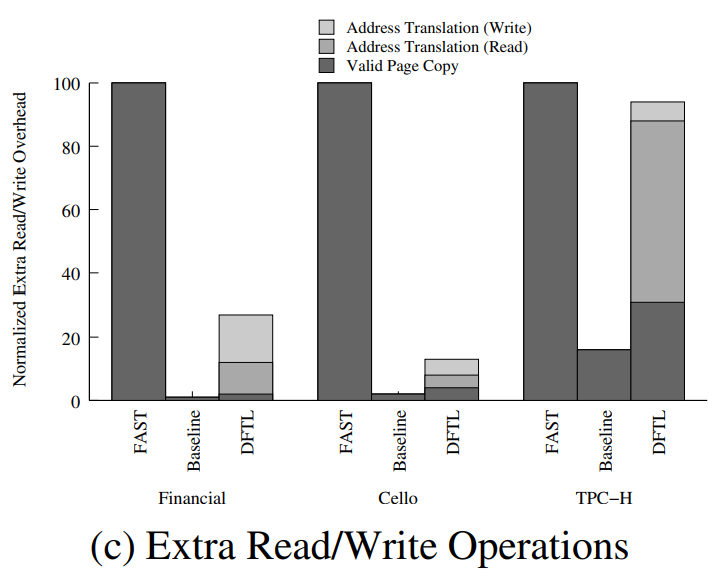 Address Translation (Write)
Address Translation (Read)
Valid Page Copy
Normalized Extra Read/Write Overhead
100
80
60
40
20
0
FAST
Baseline
DFTL
FAST
Baseline
DFTL
FAST
Baseline
DFTL
Financial
Cello
TPC−H
(c) Extra Read/Write Operations